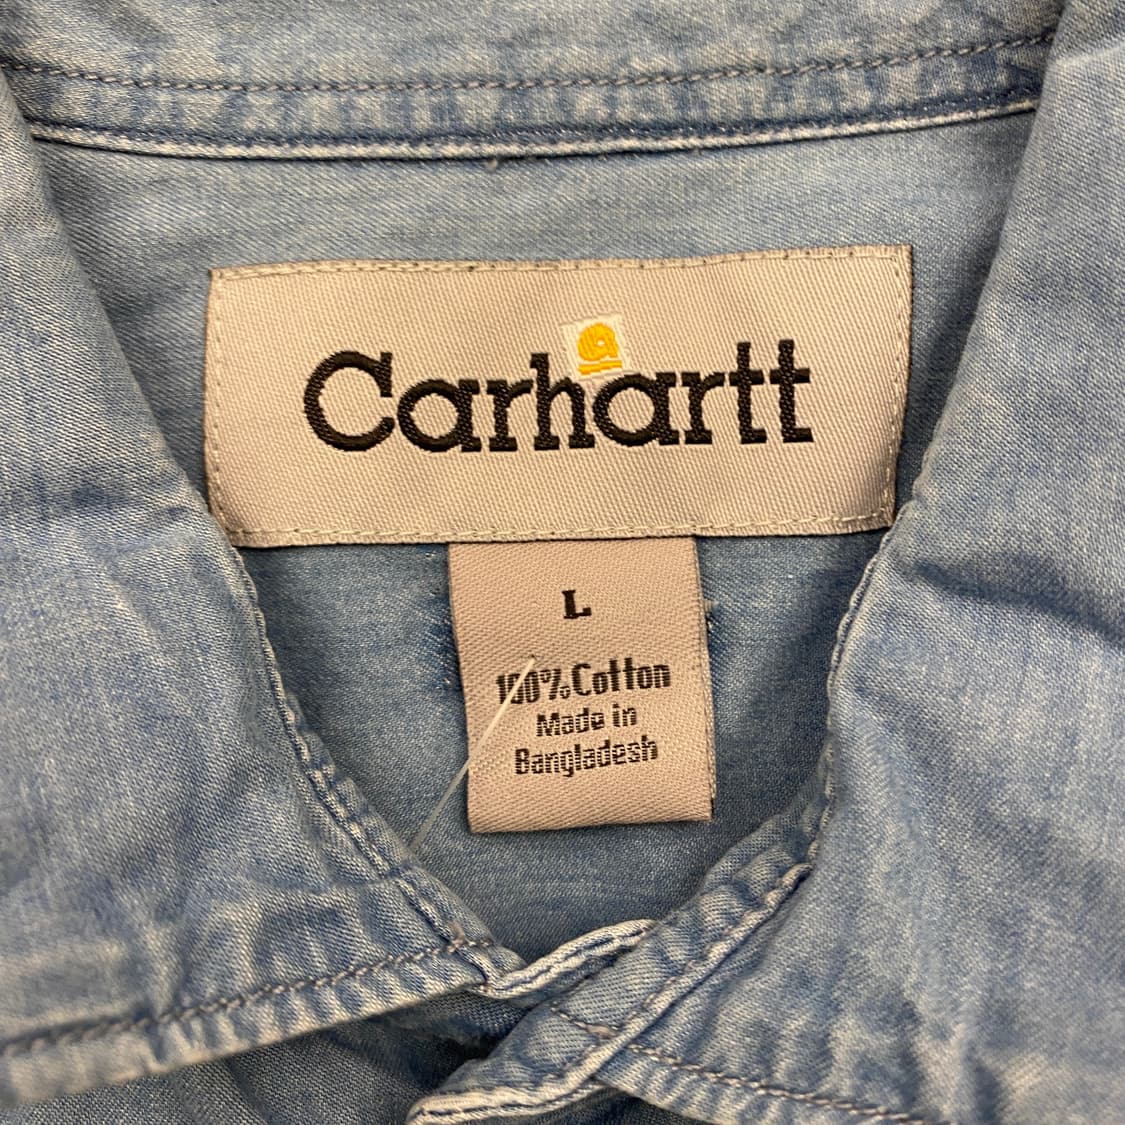 Carhartt
L
100% Cotton
Made in
Bangladesh